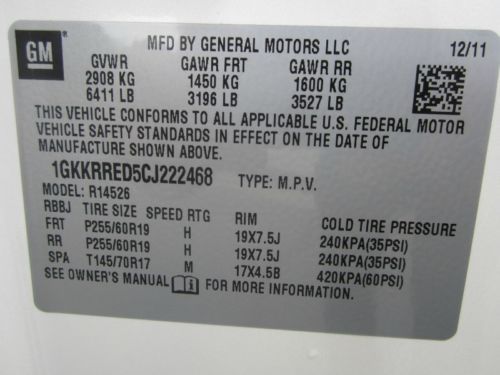 GM
MFD BY GENERAL MOTORS LLC 12/11
GVWR GAWR FRT GAWR RR
2908 KG 1450 KG 1600 KG
6411 LB 3196 LB 3527 LB
THIS VEHICLE CONFORMS TO ALL APPLICABLE U.S. FEDERAL MOTOR
VEHICLE SAFETY STANDARDS IN EFFECT ON THE DATE OF
MANUFACTURE SHOWN ABOVE.
1GKKRRED5CJ222468 TYPE: M.P.V.
MODEL: R14526
RBBJ TIRE SIZE SPEED RTG RIM COLD TIRE PRESSURE
FRT P255/60R19 H 19X7.5J 240KPA(35PSI)
RR P255/60R19 H 19X7.5J 240KPA(35PSI)
SPA T145/70R17 M 17X4.5B 420KPA(60PSI)
SEE OWNER'S MANUAL FOR MORE INFORMATION.